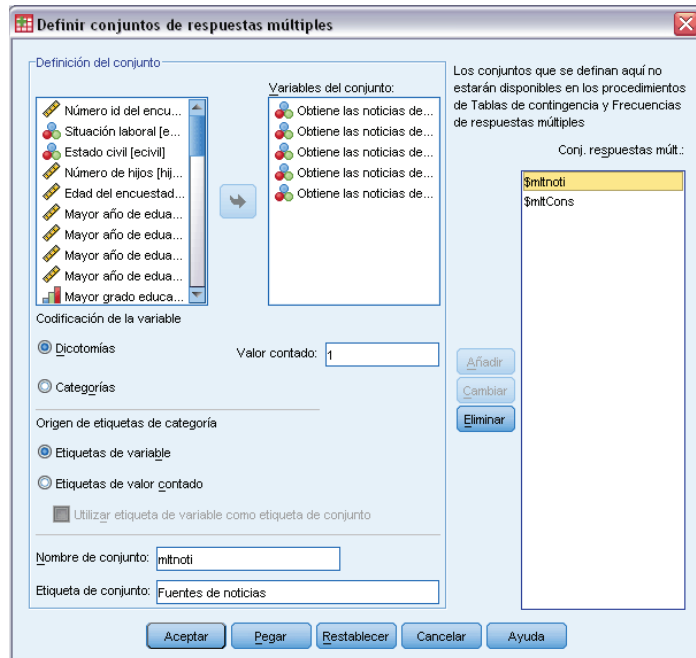 Definir conjuntos de respuestas múltiples
Definición del conjunto
Número id del encu...
Situación laboral [e...
Estado civil [ecivil]
Número de hijos [hij...
Edad del encuestad...
Mayor año de edua...
Mayor año de edua...
Mayor año de edua...
Mayor año de edua...
Mayor grado educa...
Variables del conjunto:
Obtiene las noticias de...
Obtiene las noticias de...
Obtiene las noticias de...
Obtiene las noticias de...
Obtiene las noticias de...
Codificación de la variable
Dicotomías
Valor contado: 1
Categorías
Origen de etiquetas de categoría
Etiquetas de variable
Etiquetas de valor contado
Utilizar etiqueta de variable como etiqueta de conjunto
Nombre de conjunto: mltnoti
Etiqueta de conjunto: Fuentes de noticias
Los conjuntos que se definan aquí no
estarán disponibles en los procedimientos
de Tablas de contingencia y Frecuencias
de respuestas múltiples
Conj. respuestas múlt.:
$mltnoti
$mltCons
Añadir
Cambiar
Eliminar
Aceptar
Pegar
Restablecer
Cancelar
Ayuda